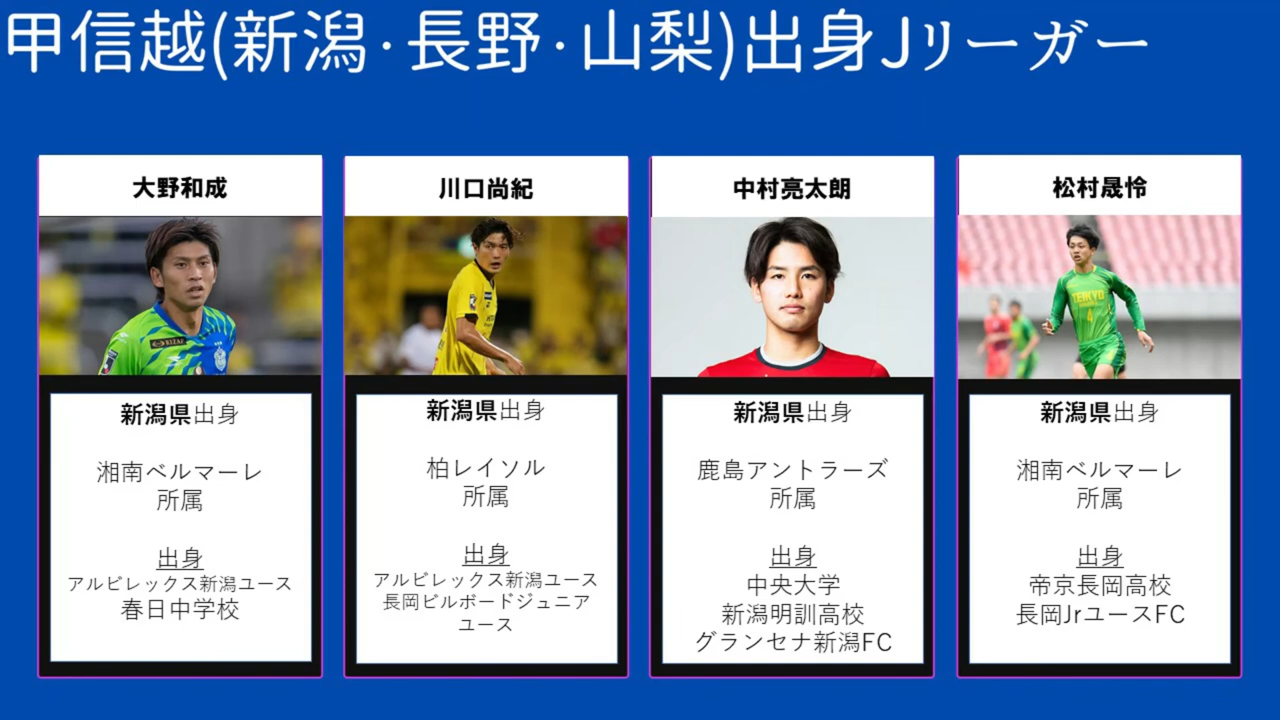 甲信越(新潟·長野·山梨)出身Jリーガー
大野和成
新潟県出身
湘南ベルマーレ
所属
出身
アルビレックス新潟ユース
春日中学校
川口尚紀
新潟県出身
柏レイソル
所属
出身
アルビレックス新潟ユース
長岡ビルボードジュニア
ユース
中村亮太朗
新潟県出身
鹿島アントラーズ
所属
出身
中央大学
新潟明訓高校
グランセナ新潟FC
松村晟怜
TEIKYO
4
新潟県出身
湘南ベルマーレ
所属
出身
帝京長岡高校
長岡JrユースFC